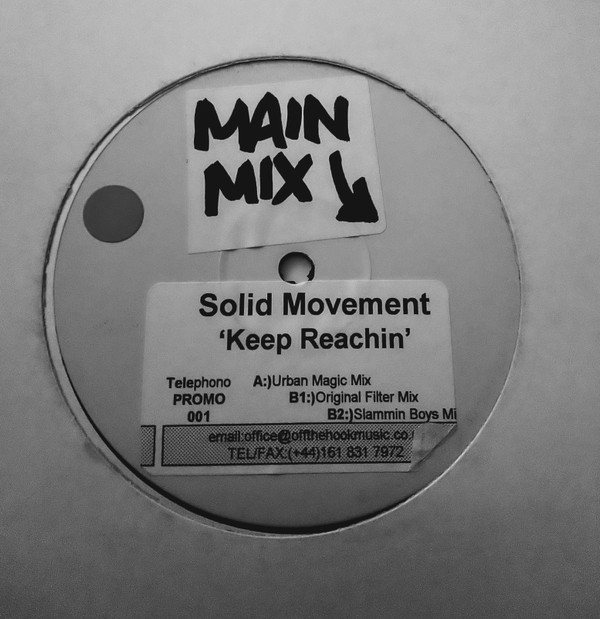 MAIN
MIX
Solid Movement
‘Keep Reachin’
Telephono A:)Urban Magic Mix
PROMO B1:)Original Filter Mix
001 B2:)Slammin Boys Mi
email:office@offthehookmusic.co.
TEL/FAX:(+44)161 831 7972